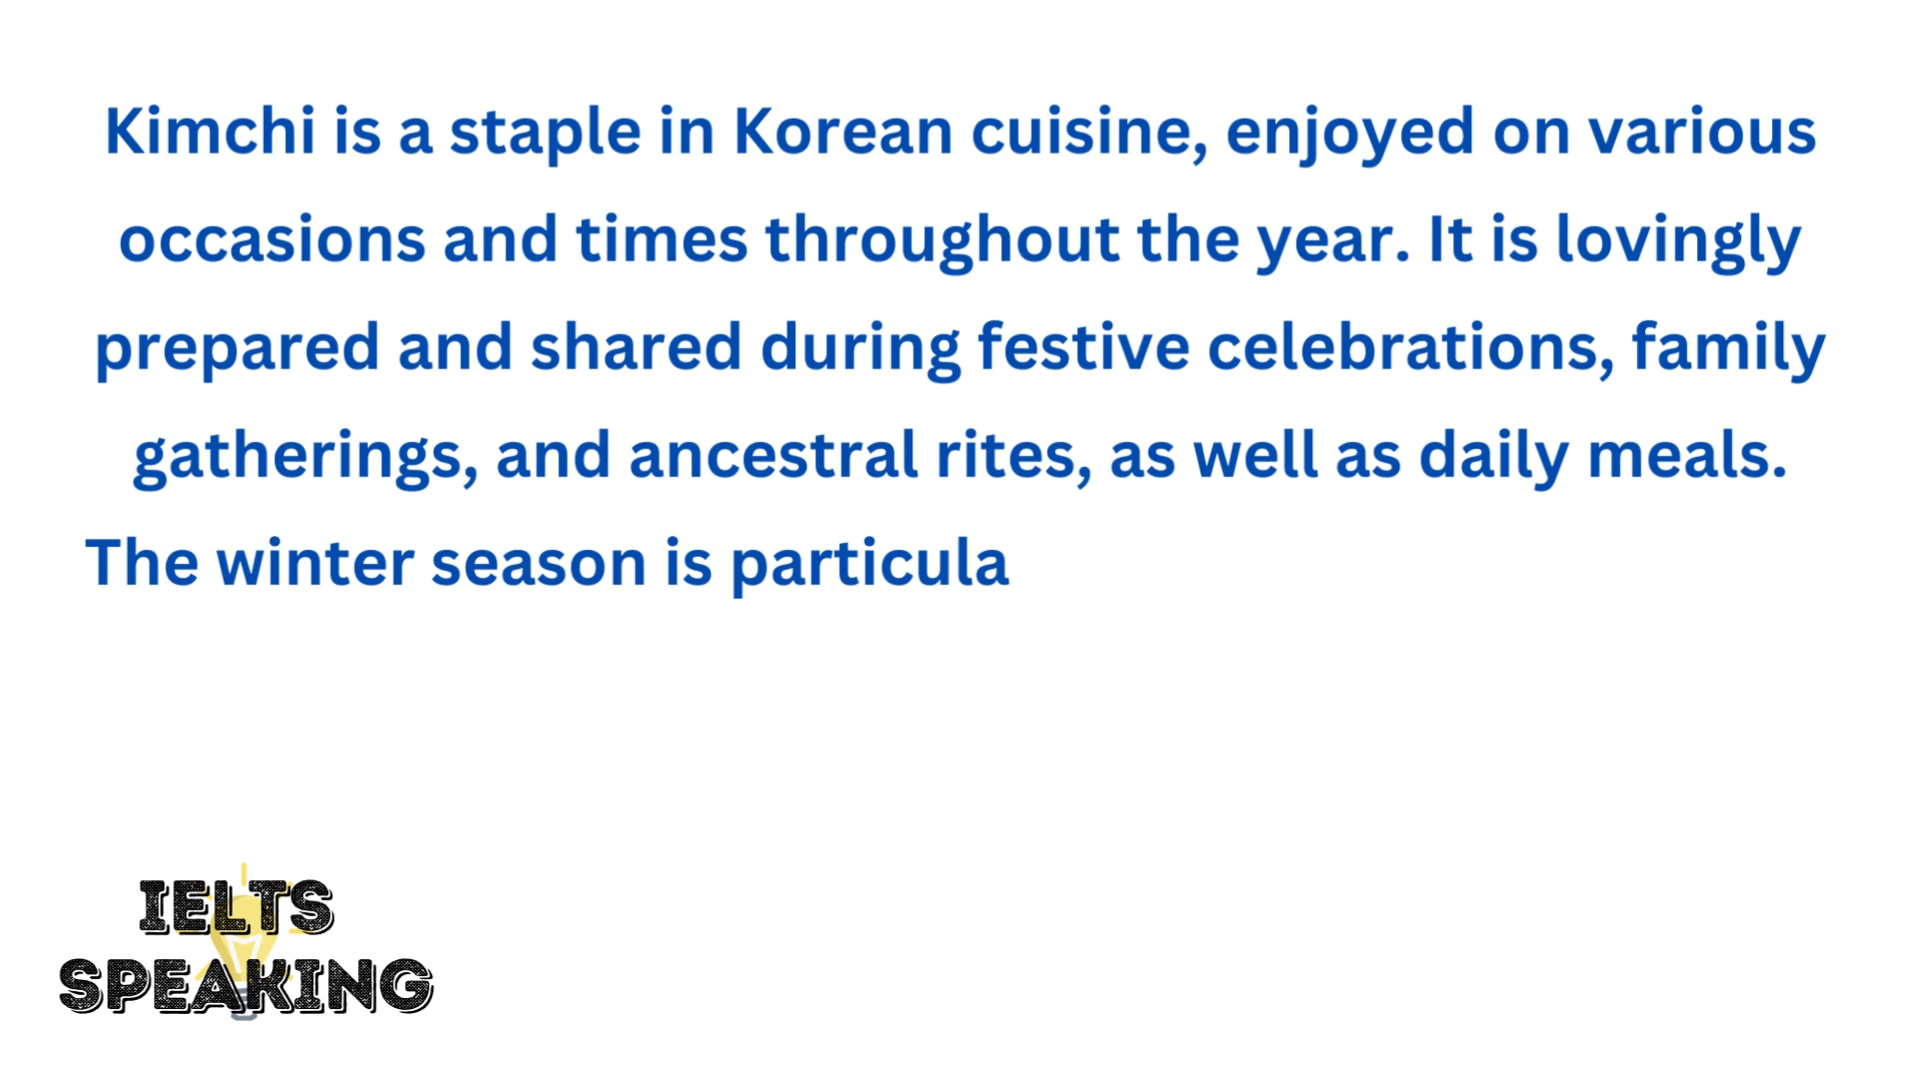 Kimchi is a staple in Korean cuisine, enjoyed on various
occasions and times throughout the year. It is lovingly
prepared and shared during festive celebrations, family
gatherings, and ancestral rites, as well as daily meals.
The winter season is particula
IELTS
SPEAKING